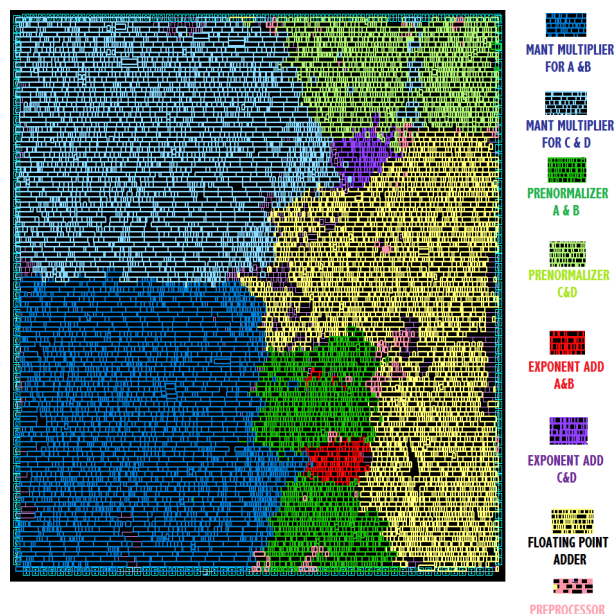 MANT MULTIPLIER
FOR A &B
MANT MULTIPLIER
FOR C & D
PRENORMALIZER
A & B
PRENORMALIZER
C&D
EXPONENT ADD
A&B
EXPONENT ADD
C&D
FLOATING POINT
ADDER
PREPROCESSOR